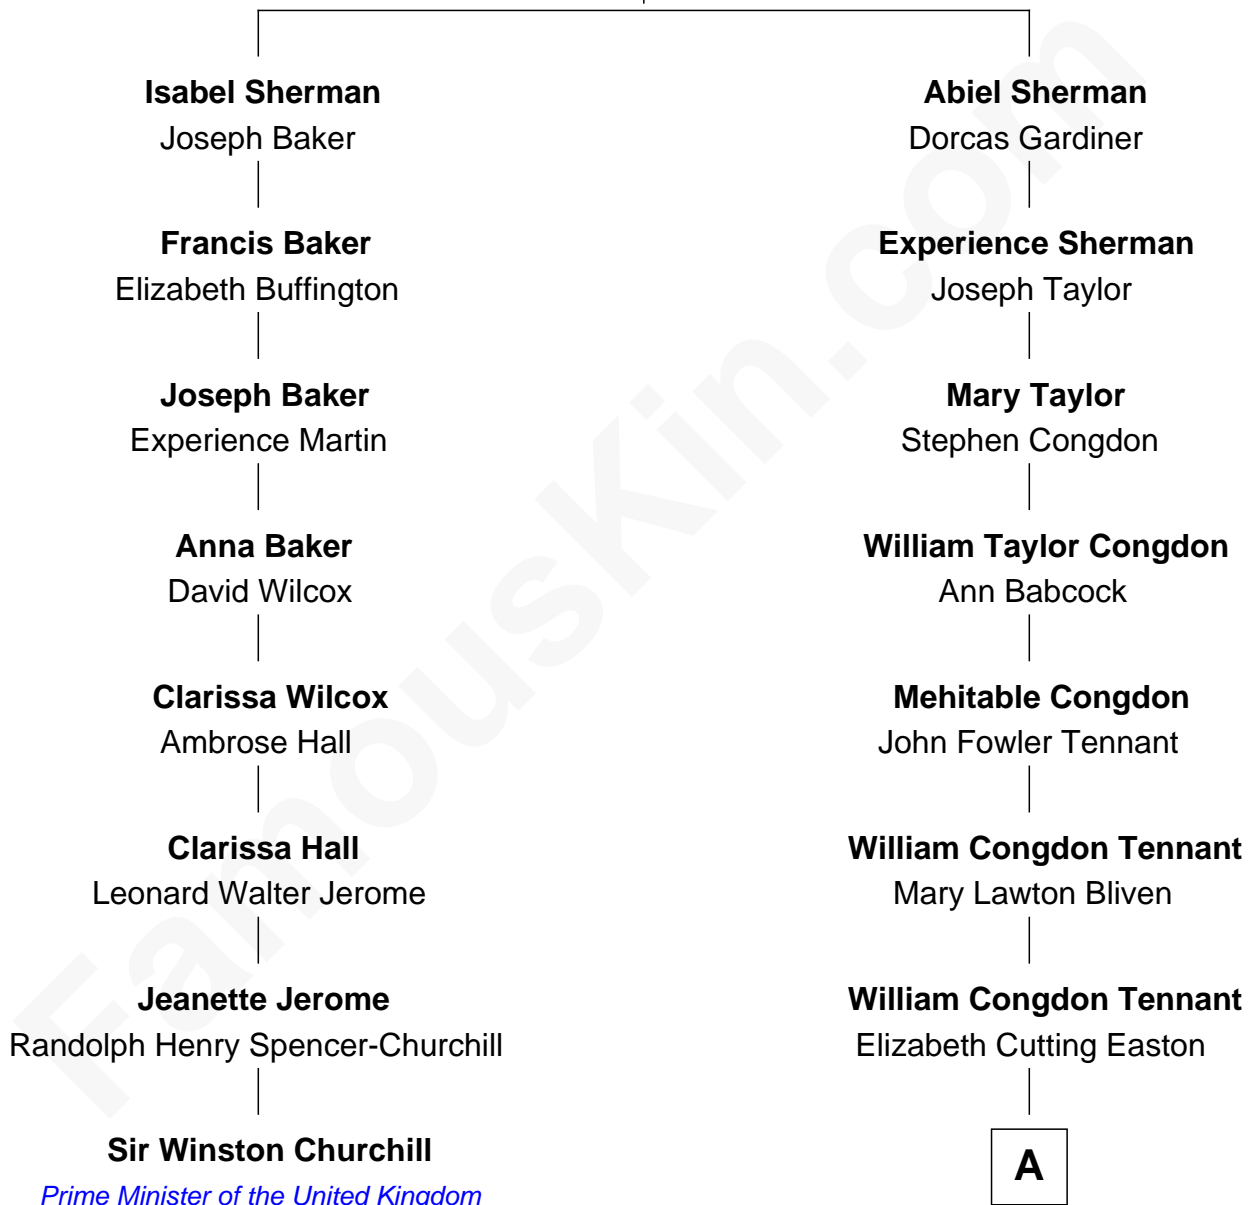 Isabel Sherman
Joseph Baker
Francis Baker
Elizabeth Buffington
Joseph Baker
Experience Martin
Anna Baker
David Wilcox
Clarissa Wilcox
Ambrose Hall
Clarissa Hall
Leonard Walter Jerome
Jeanette Jerome
Randolph Henry Spencer-Churchill
Sir Winston Churchill
Prime Minister of the United Kingdom
Abiel Sherman
Dorcas Gardiner
Experience Sherman
Joseph Taylor
Mary Taylor
Stephen Congdon
William Taylor Congdon
Ann Babcock
Mehitable Congdon
John Fowler Tennant
William Congdon Tennant
Mary Lawton Bliven
William Congdon Tennant
Elizabeth Cutting Easton
A
FamousKin.com